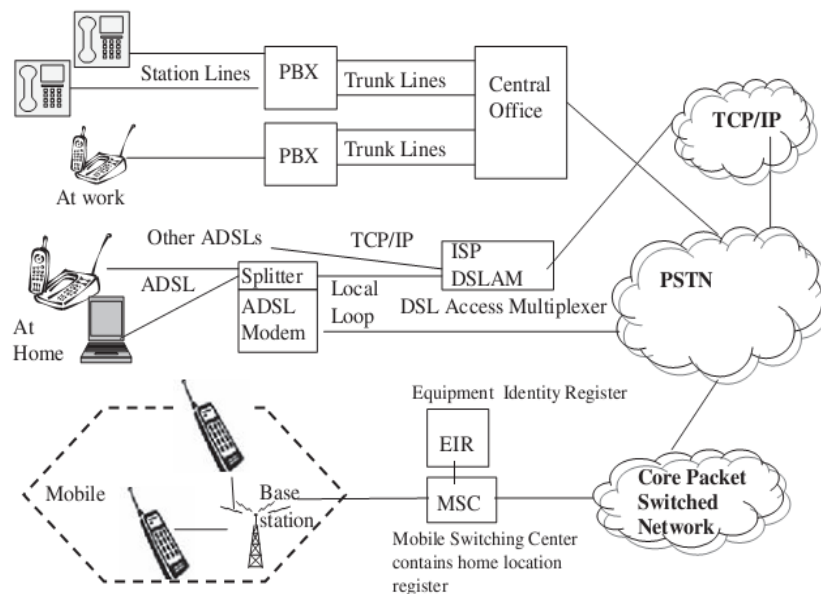 Station Lines
PBX
Trunk Lines
Central
Office
TCP/IP
PBX
Trunk Lines
At work
Other ADSLs
TCP/IP
ISP
DSLAM
PSTN
Splitter
ADSL
Local
Loop
DSL Access Multiplexer
ADSL
Modem
At
Home
Equipment Identity Register
EIR
Mobile
Base
station
MSC
Core Packet
Switched
Network
Mobile Switching Center
contains home location
register